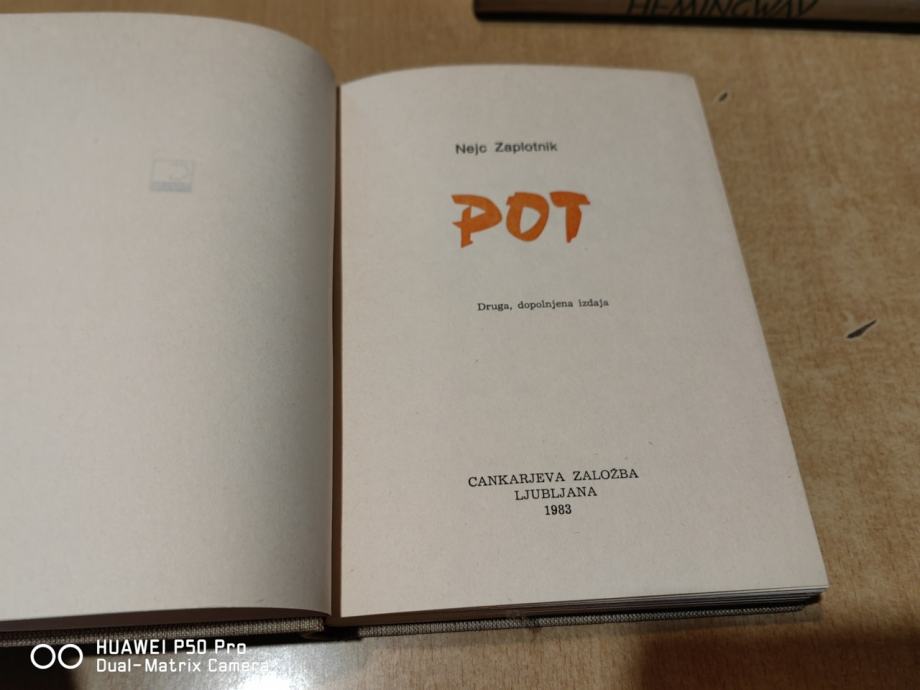 HEMINGWAY
Nejc Zaplotnik
POT
Druga, dopolnjena izdaja
CANKARJEVA ZALOŽBA
LJUBLJANA
1983
HUAWEI P50 Pro
Dual-Matrix Camera